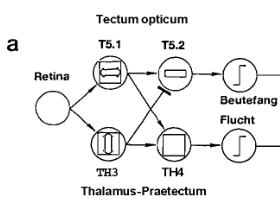 Tectum opticum
a
T5.1 T5.2
Retina
Beutefang
Flucht
TH3 TH4
Thalamus-Praetectum